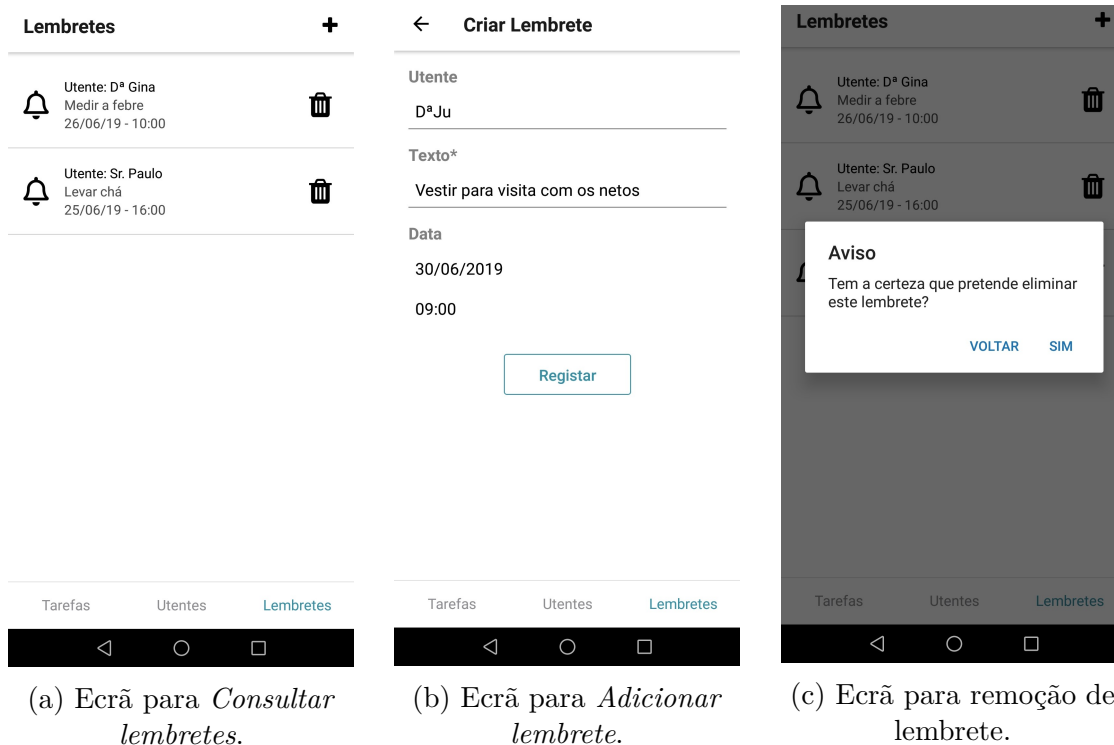 Lembretes
Utente: Dª Gina
Medir a febre
26/06/19 - 10:00
Utente: Sr. Paulo
Levar chá
25/06/19 - 16:00
Tarefas Utentes Lembretes
(a) Ecrã para Consultar
lembretes.
Criar Lembrete
Utente
DªJu
Texto*
Vestir para visita com os netos
Data
30/06/2019
09:00
Registar
Tarefas Utentes Lembretes
(b) Ecrã para Adicionar
lembrete.
Lembretes
Utente: Dª Gina
Medir a febre
26/06/19 - 10:00
Utente: Sr. Paulo
Levar chá
25/06/19 - 16:00
Aviso
Tem a certeza que pretende eliminar
este lembrete?
VOLTAR SIM
Tarefas Utentes Lembretes
(c) Ecrã para remoção de
lembrete.